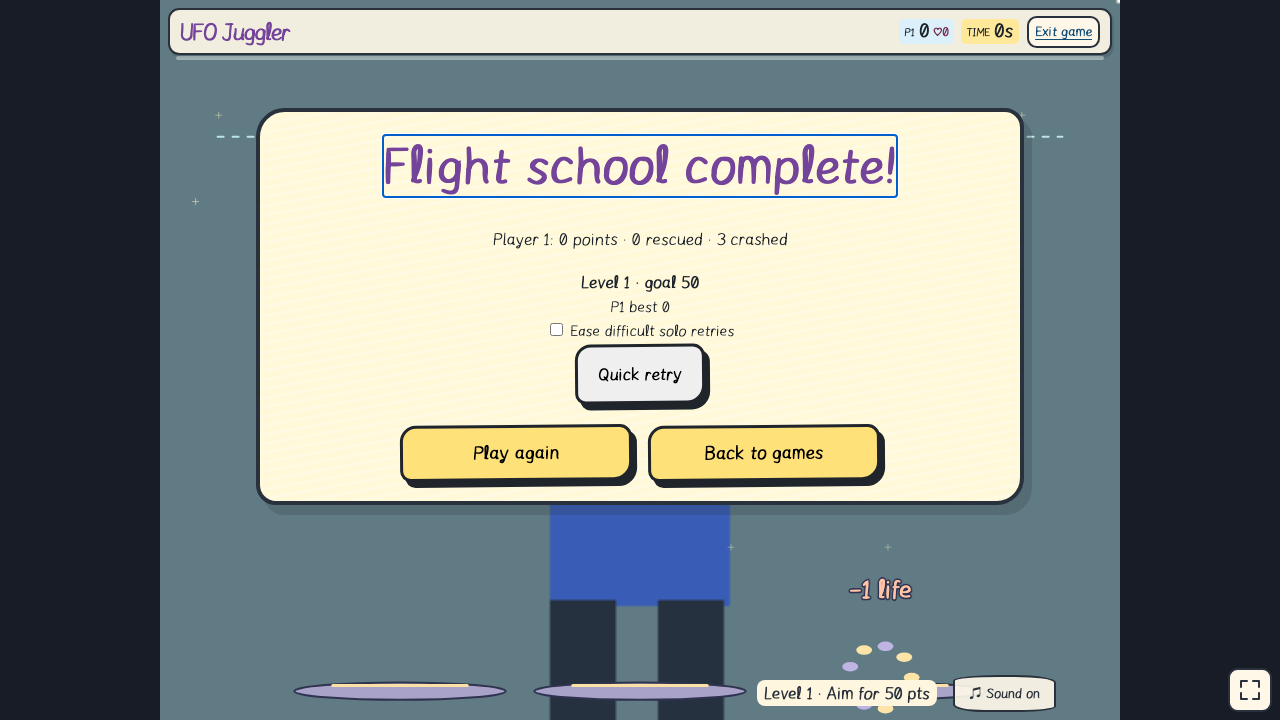 UFO Juggler
P1 0 ♡0 TIME 0s Exit game
Flight school complete!
Player 1: 0 points · 0 rescued · 3 crashed
Level 1 · goal 50
P1 best 0
Ease difficult solo retries
Quick retry
Play again Back to games
−1 life
Level 1 · Aim for 50 pts
♫ Sound on